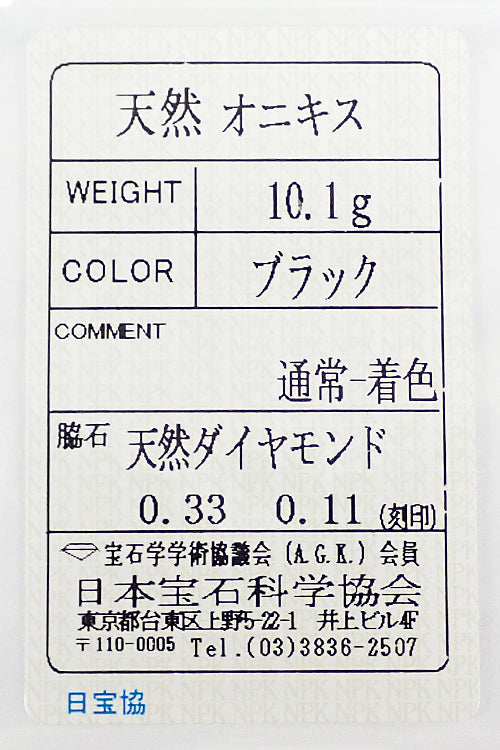 天然 オニキス
WEIGHT 10.1g
COLOR ブラック
COMMENT
通常-着色
脇石 天然ダイヤモンド
0.33 0.11 (刻印)
宝石学学術協議会 (A.G.K.) 会員
日本宝石科学協会
東京都台東区上野5-22-1 井上ビル4F
〒110-0005 Tel.(03)3836-2507
日宝協